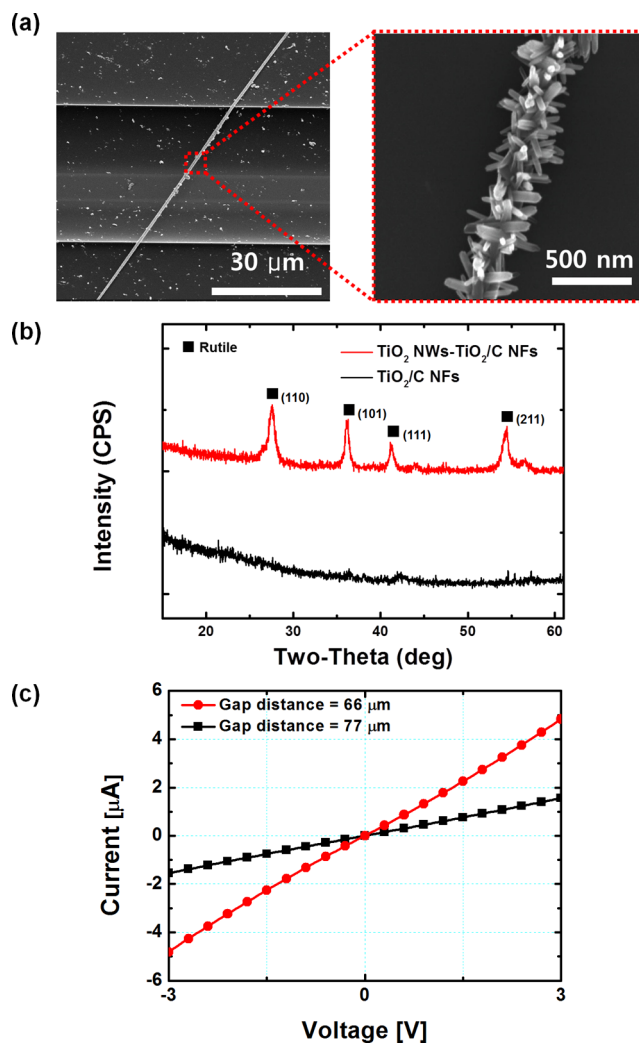 (a)
30 μm
500 nm
(b)
■ Rutile
TiO₂ NWs-TiO₂/C NFs
TiO₂/C NFs
(110)
(101)
(111)
(211)
Intensity (CPS)
20 30 40 50 60
Two-Theta (deg)
(c)
Gap distance = 66 μm
Gap distance = 77 μm
6
4
2
0
-2
-4
-6
Current [μA]
-3 0 3
Voltage [V]